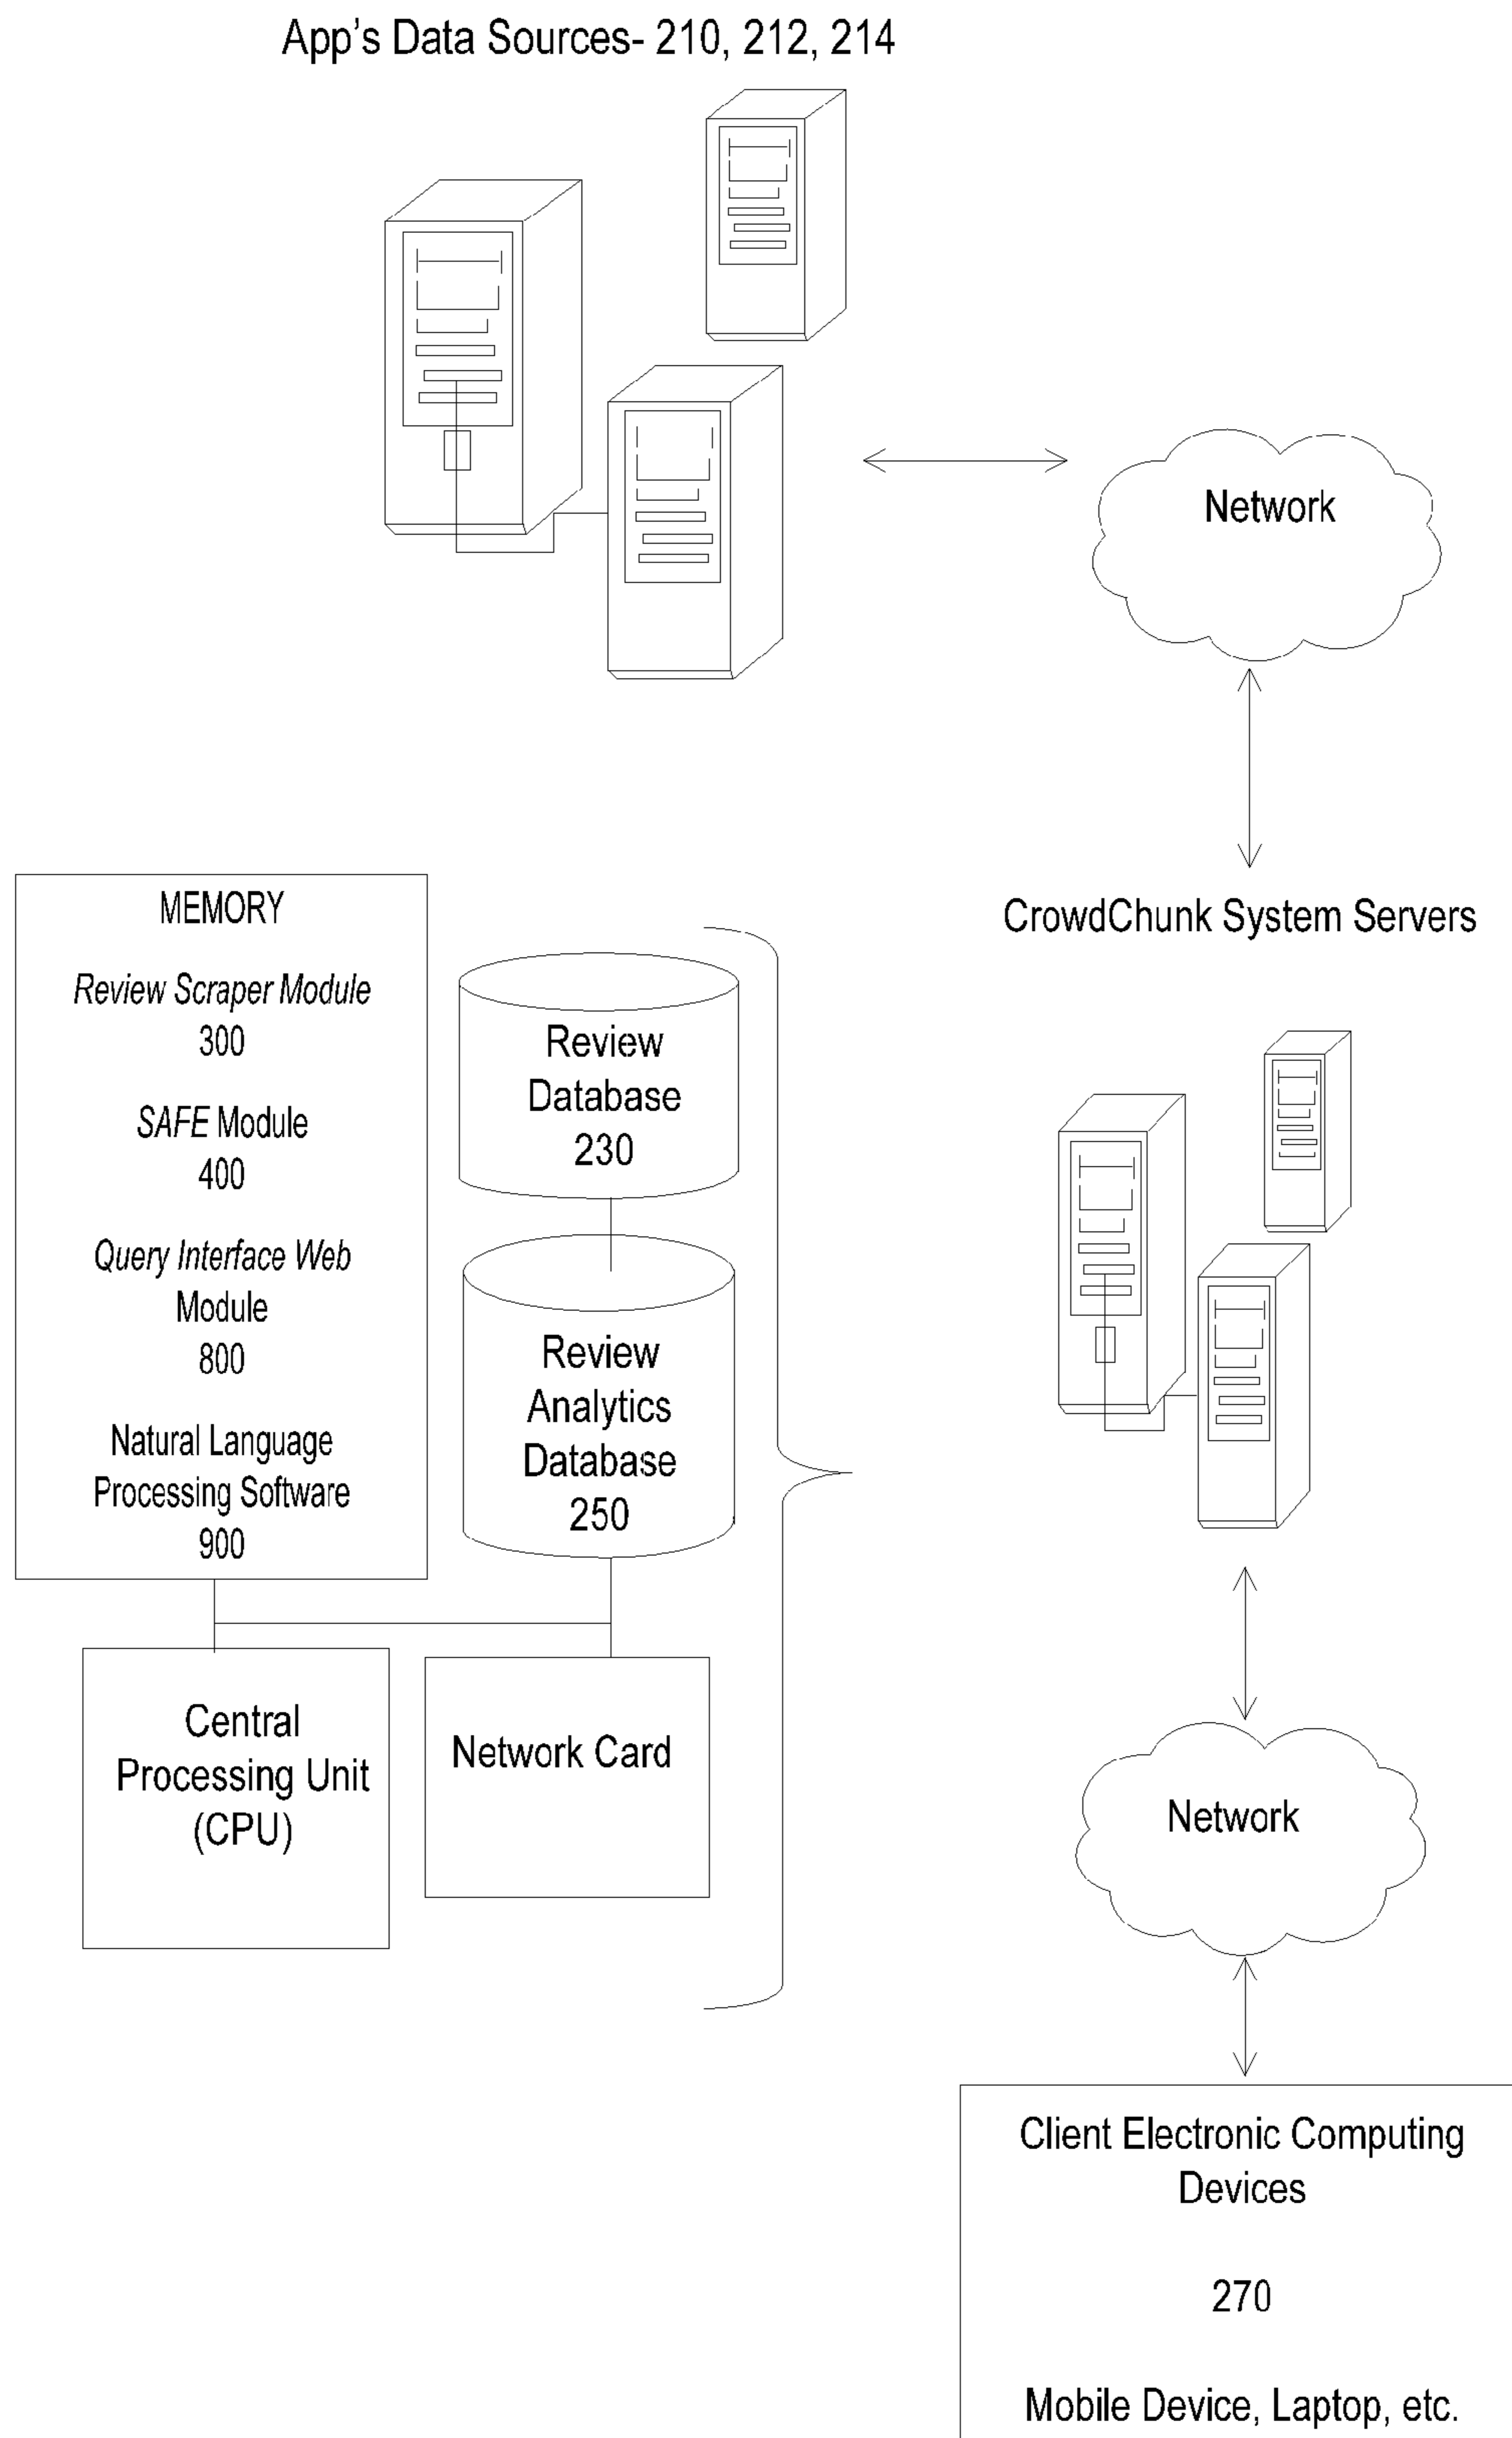 App's Data Sources- 210, 212, 214
Network
CrowdChunk System Servers
MEMORY
Review Scraper Module
300
SAFE Module
400
Query Interface Web
Module
800
Natural Language
Processing Software
900
Review
Database
230
Review
Analytics
Database
250
Central
Processing Unit
(CPU)
Network Card
Network
Client Electronic Computing
Devices
270
Mobile Device, Laptop, etc.